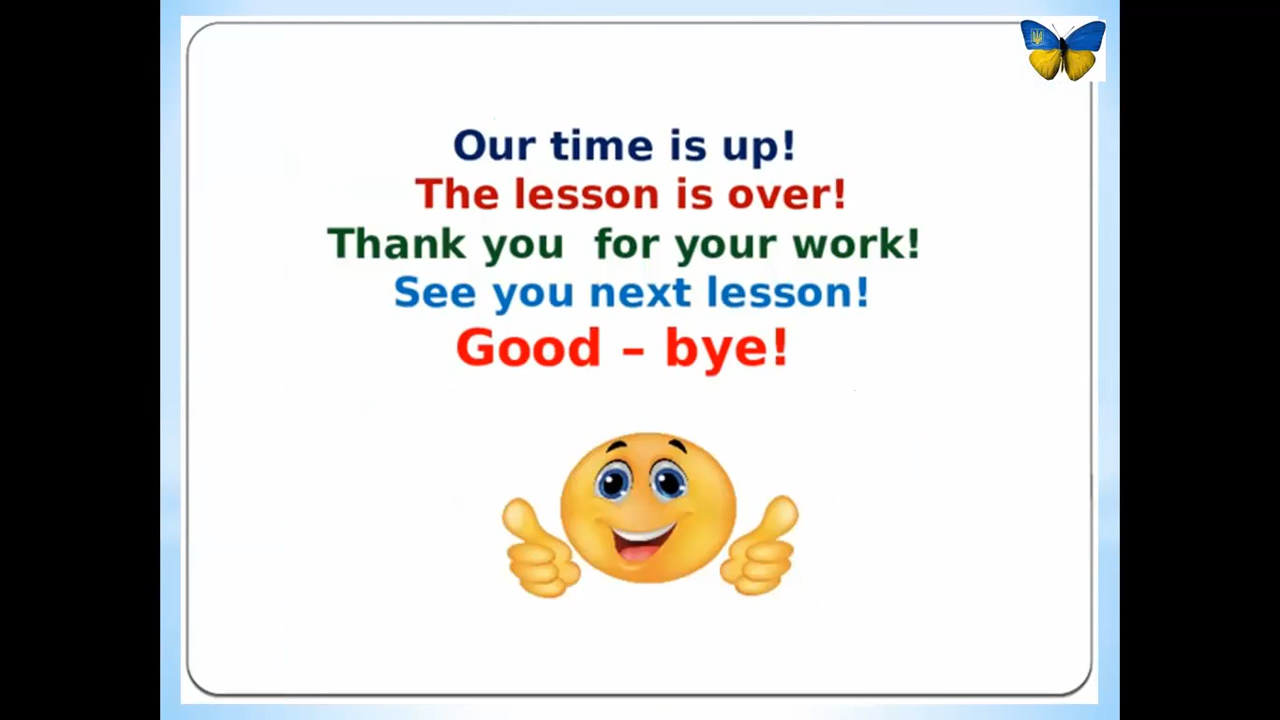 Our time is up!
The lesson is over!
Thank you for your work!
See you next lesson!
Good – bye!